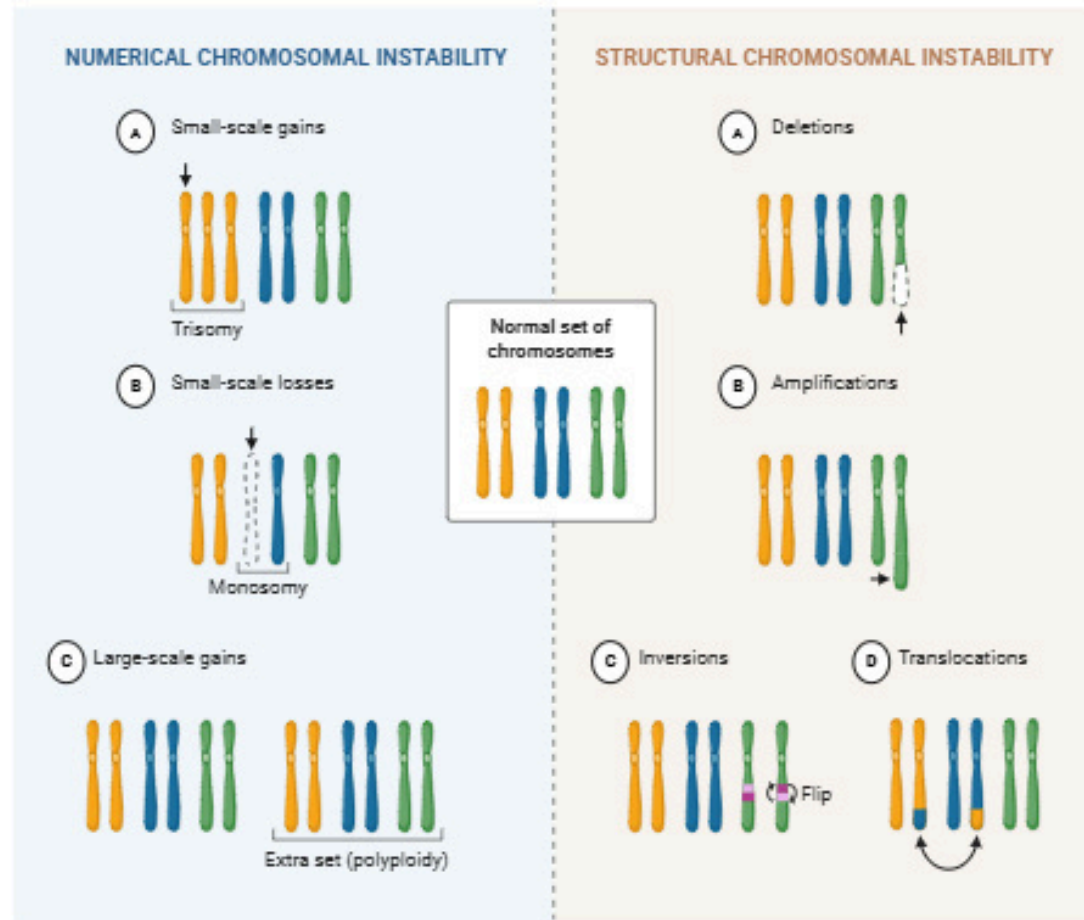 NUMERICAL CHROMOSOMAL INSTABILITY
A Small-scale gains
Trisomy
B Small-scale losses
Monosomy
C Large-scale gains
Extra set (polyploidy)
Normal set of
chromosomes
STRUCTURAL CHROMOSOMAL INSTABILITY
A Deletions
B Amplifications
C Inversions
Flip
D Translocations